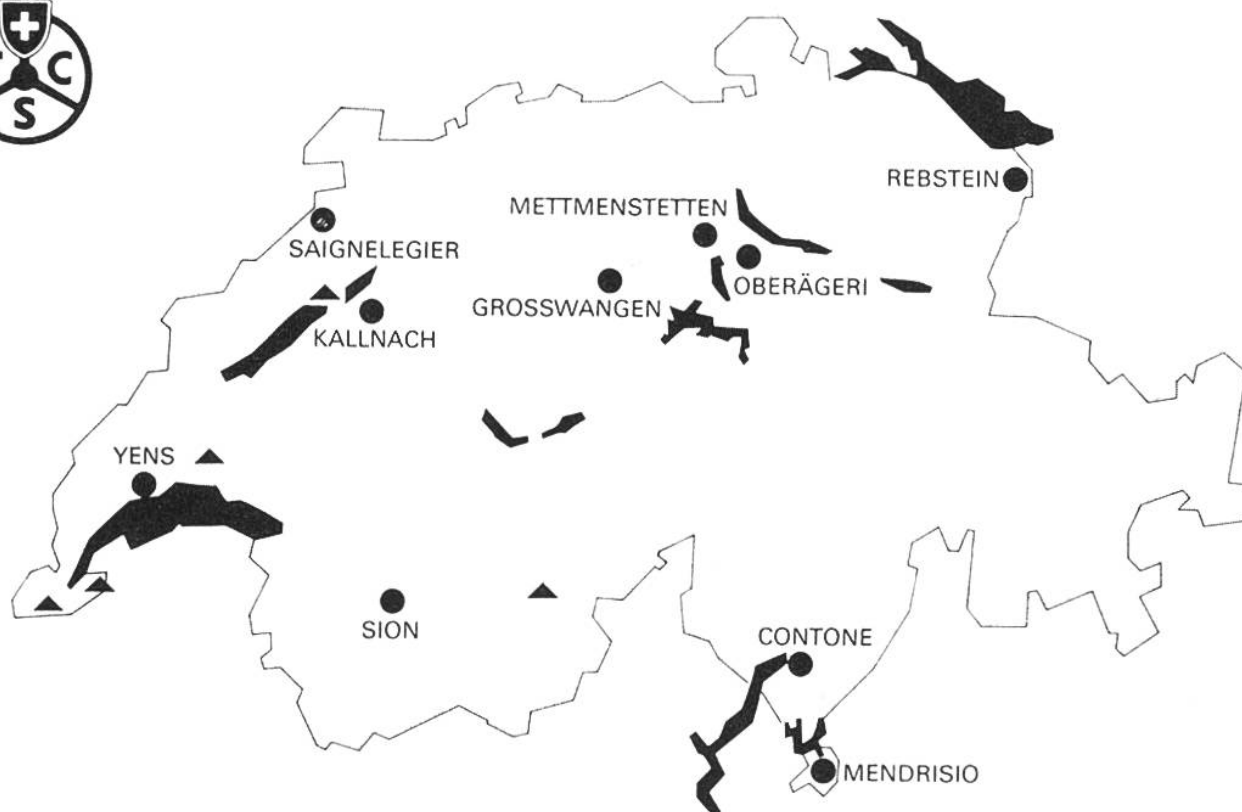 C
S
REBSTEIN
METTMENSTETTEN
SAIGNELEGIER
OBERÄGERI
GROSSWANGEN
KALLNACH
YENS
SION
CONTONE
MENDRISIO